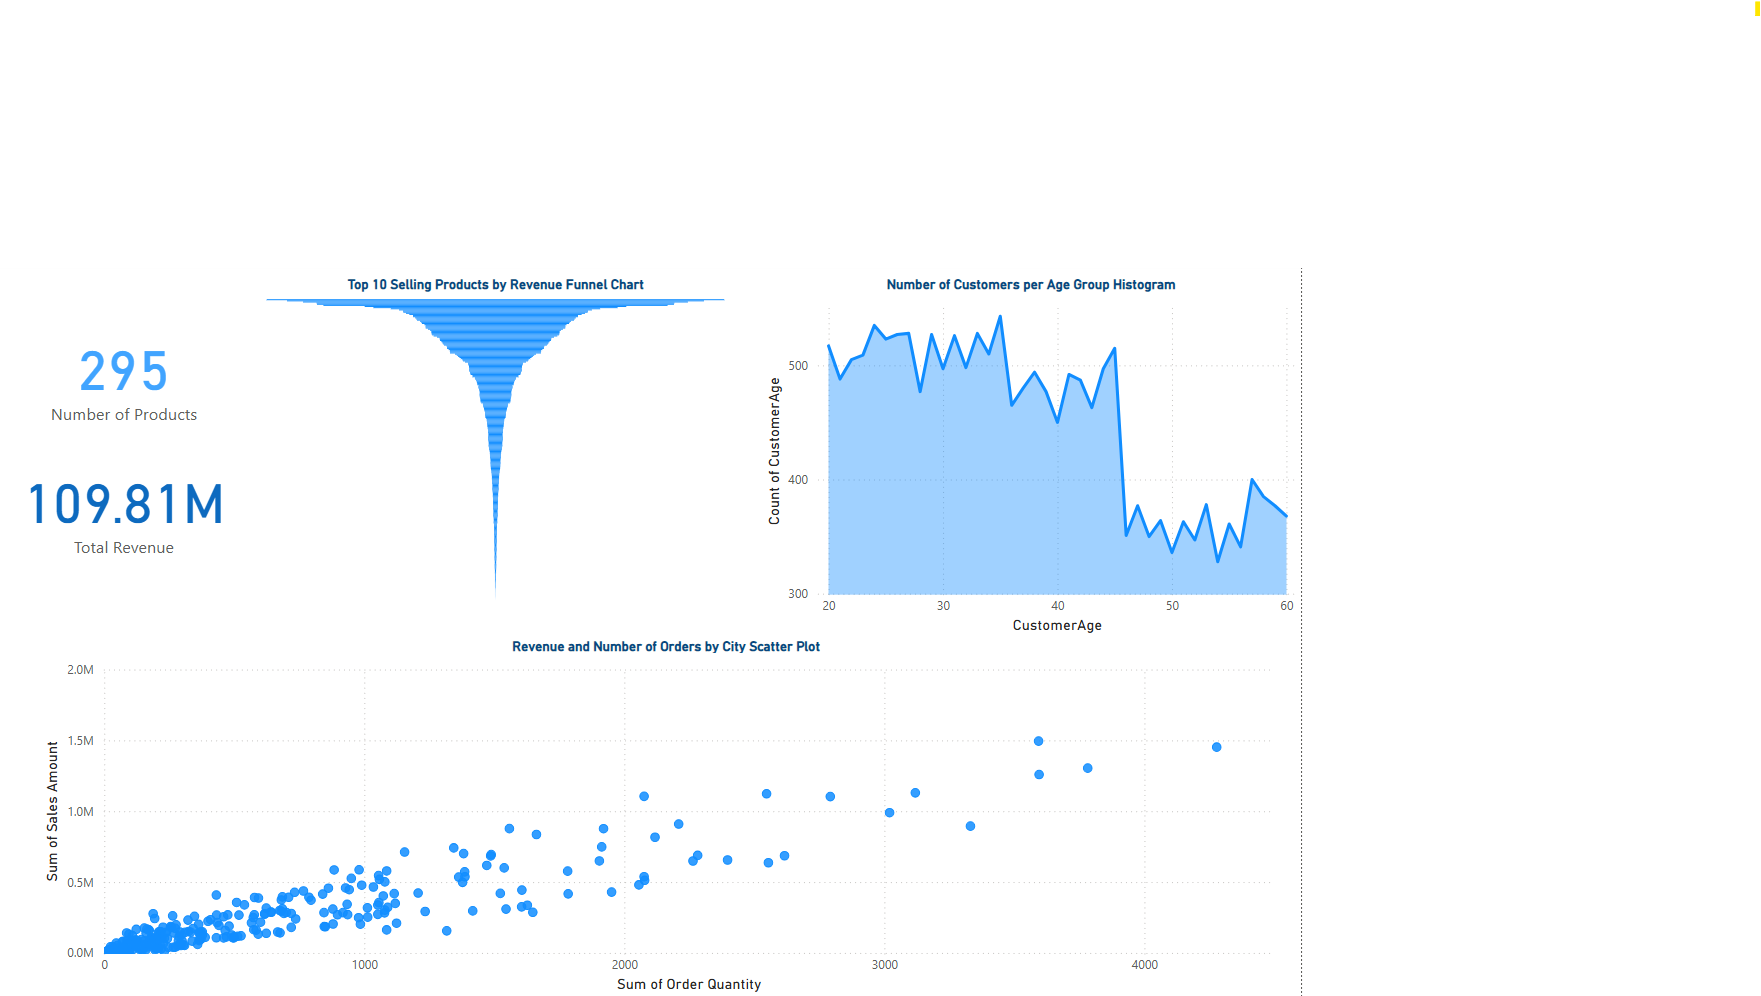 Top 10 Selling Products by Revenue Funnel Chart
295
Number of Products
109.81M
Total Revenue
Number of Customers per Age Group Histogram
Count of CustomerAge
500
400
300
20 30 40 50 60
CustomerAge
Revenue and Number of Orders by City Scatter Plot
Sum of Sales Amount
2.0M
1.5M
1.0M
0.5M
0.0M
0 1000 2000 3000 4000
Sum of Order Quantity